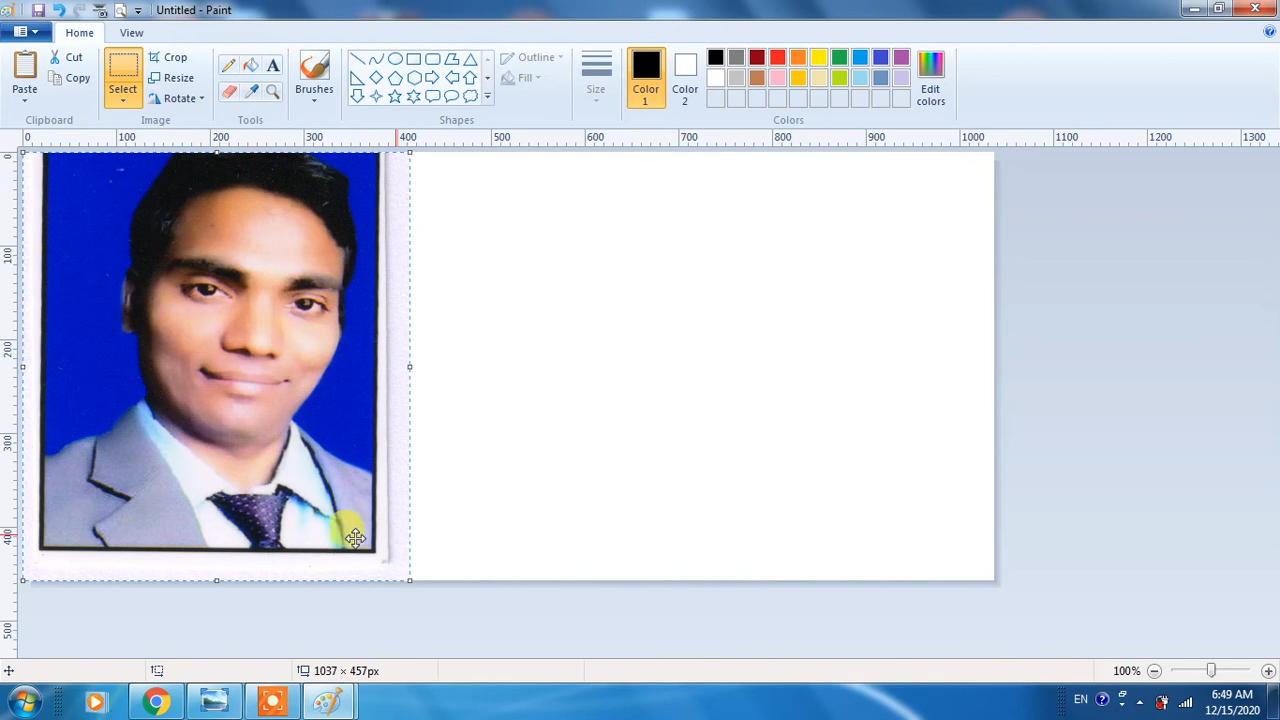 Untitled - Paint
Home
View
Paste
Cut
Copy
Clipboard
Select
Crop
Resize
Rotate
Image
A
Tools
Brushes
Outline
Fill
Shapes
Size
Color
1
Color
2
Edit
colors
Colors
0 100 200 300 400 500 600 700 800 900 1000 1100 1200 1300
0
100
200
300
400
500
1037 × 457px
100%
EN
6:49 AM
12/15/2020